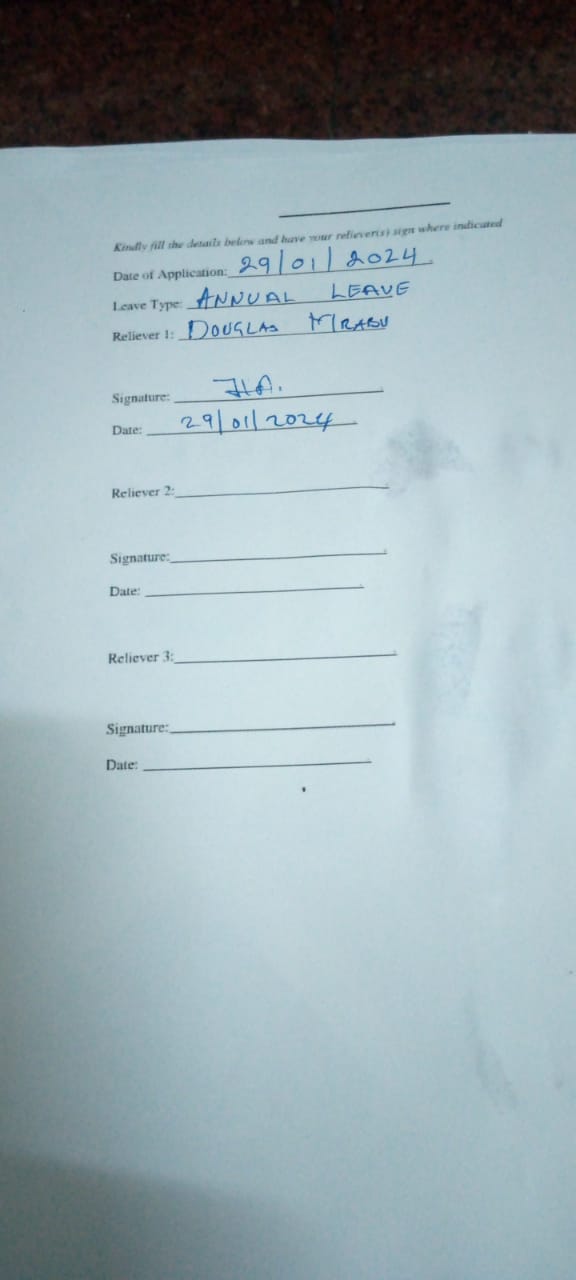 Kindly fill the details below and have your reliever(s) sign where indicated
Date of Application: 29/01/2024
Leave Type: ANNUAL LEAVE
Reliever 1: DOUGLAS
Signature:
Date: 29/01/2024
Reliever 2:
Signature:
Date:
Reliever 3:
Signature:
Date: